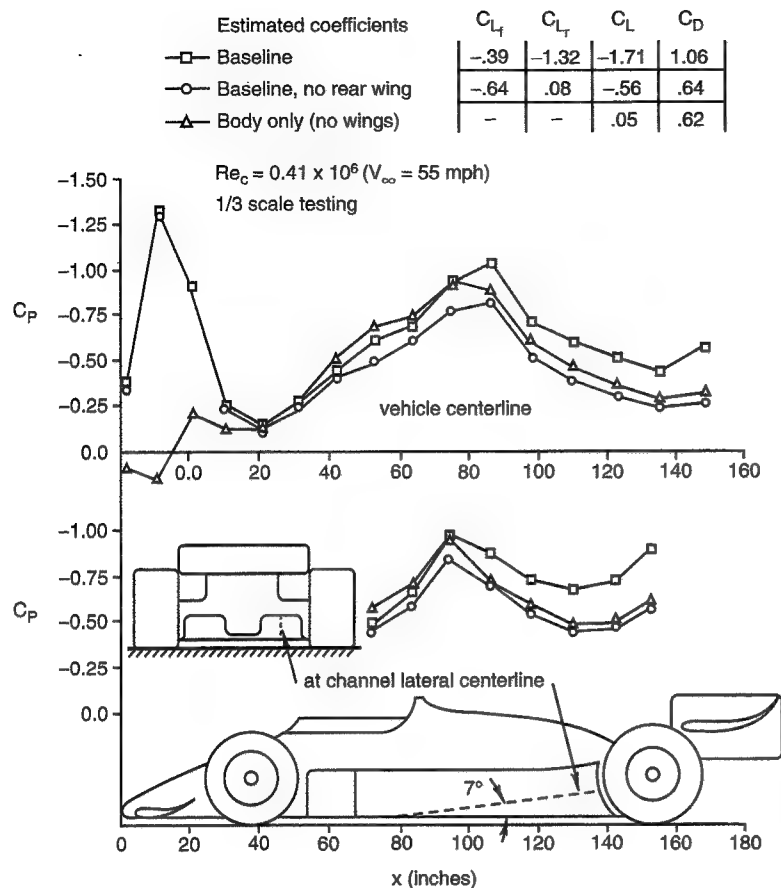 Estimated coefficients C_Lf C_Lr C_L C_D
Baseline -.39 -1.32 -1.71 1.06
Baseline, no rear wing -.64 .08 -.56 .64
Body only (no wings) - - .05 .62
Re_c = 0.41 x 10⁶ (V∞ = 55 mph)
1/3 scale testing
-1.50
-1.25
-1.00
C_P -0.75
-0.50
-0.25
vehicle centerline
0.0
0.0 20 40 60 80 100 120 140 160
-1.00
-0.75
C_P -0.50
-0.25
at channel lateral centerline
0.0
7°
0 20 40 60 80 100 120 140 160 180
x (inches)